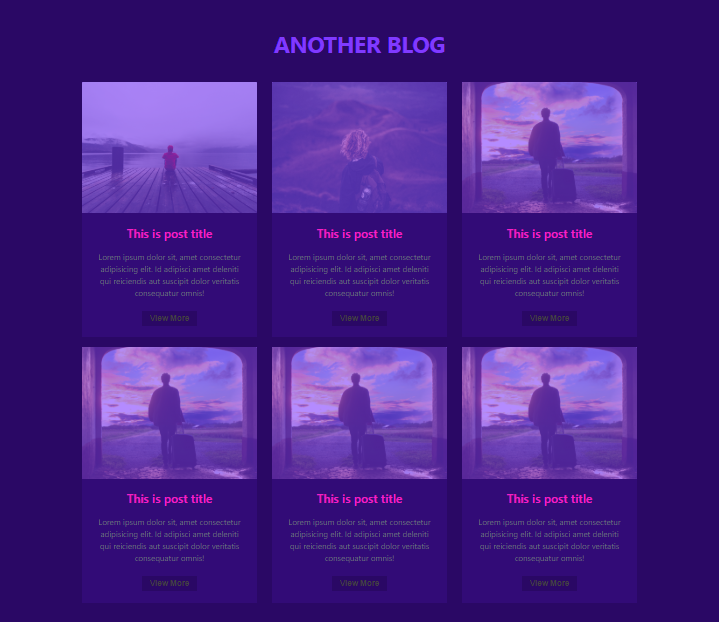 ANOTHER BLOG
This is post title
Lorem ipsum dolor sit, amet consectetur
adipisicing elit. Id adipisci amet deleniti
qui reiciendis aut suscipit dolor veritatis
consequatur omnis!
View More
This is post title
Lorem ipsum dolor sit, amet consectetur
adipisicing elit. Id adipisci amet deleniti
qui reiciendis aut suscipit dolor veritatis
consequatur omnis!
View More
This is post title
Lorem ipsum dolor sit, amet consectetur
adipisicing elit. Id adipisci amet deleniti
qui reiciendis aut suscipit dolor veritatis
consequatur omnis!
View More
This is post title
Lorem ipsum dolor sit, amet consectetur
adipisicing elit. Id adipisci amet deleniti
qui reiciendis aut suscipit dolor veritatis
consequatur omnis!
View More
This is post title
Lorem ipsum dolor sit, amet consectetur
adipisicing elit. Id adipisci amet deleniti
qui reiciendis aut suscipit dolor veritatis
consequatur omnis!
View More
This is post title
Lorem ipsum dolor sit, amet consectetur
adipisicing elit. Id adipisci amet deleniti
qui reiciendis aut suscipit dolor veritatis
consequatur omnis!
View More